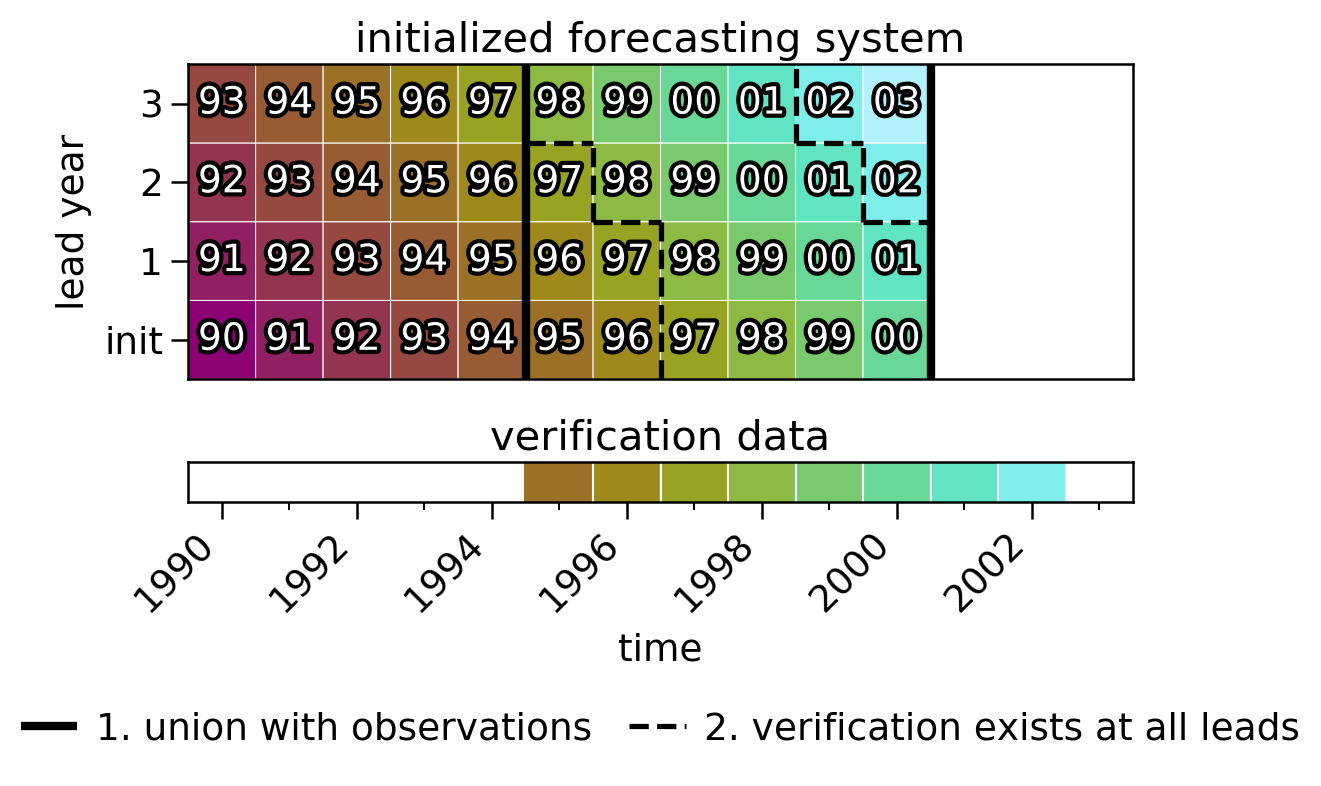 initialized forecasting system
3 93 94 95 96 97 98 99 00 01 02 03
2 92 93 94 95 96 97 98 99 00 01 02
1 91 92 93 94 95 96 97 98 99 00 01
init 90 91 92 93 94 95 96 97 98 99 00
lead year
verification data
1990 1992 1994 1996 1998 2000 2002
time
1. union with observations 2. verification exists at all leads